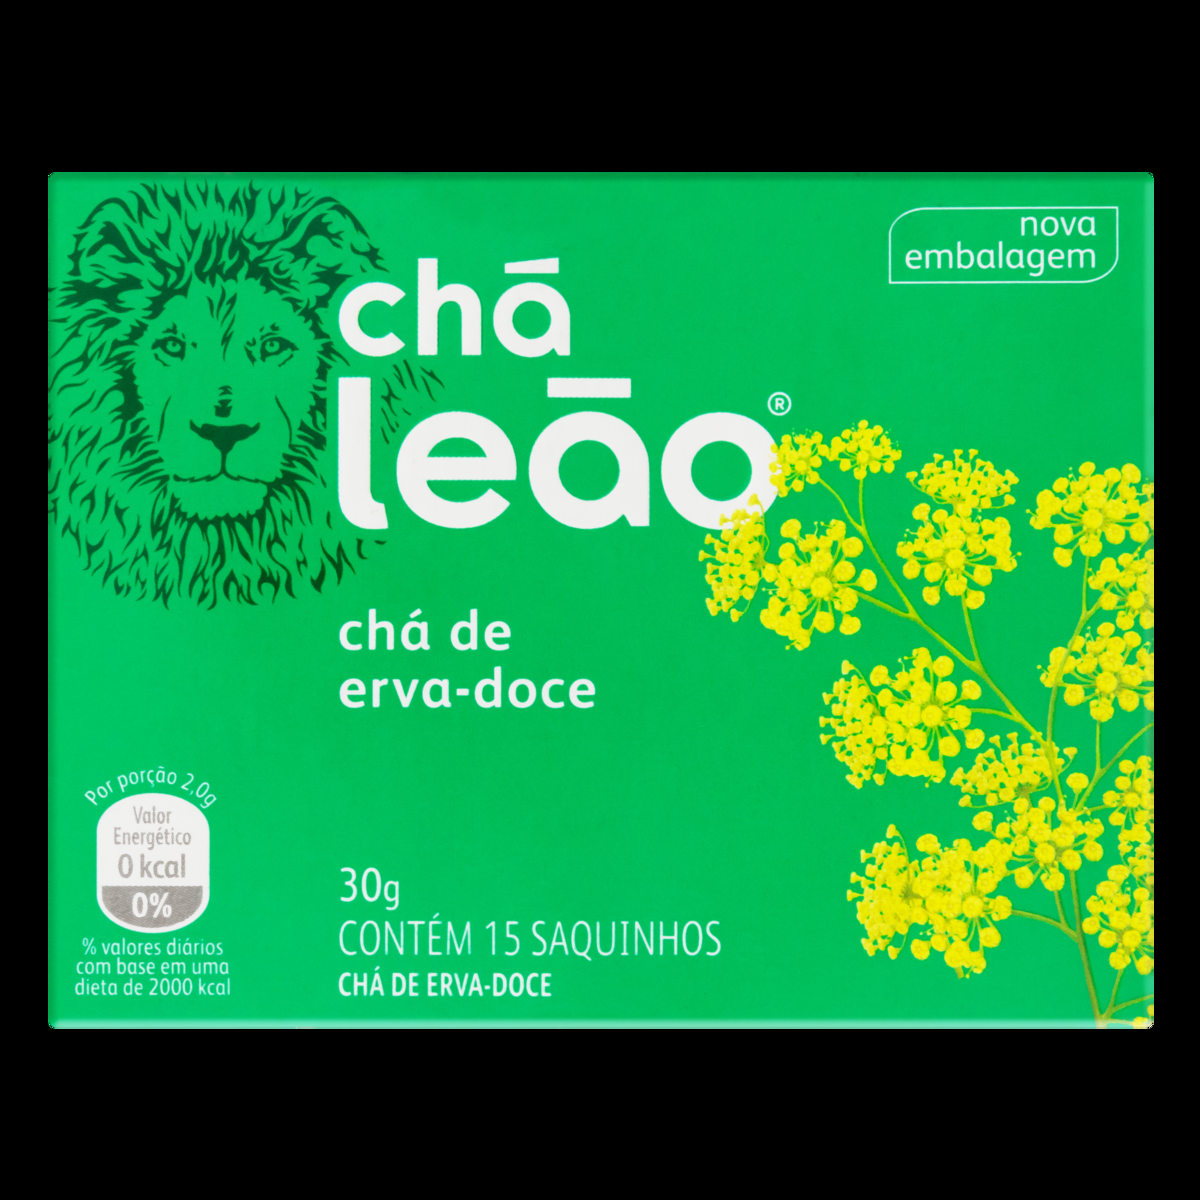 nova
embalagem
chá
leão®
chá de
erva-doce
Por porção 2,0g
Valor
Energético
0 kcal
0%
% valores diários
com base em uma
dieta de 2000 kcal
30g
CONTÉM 15 SAQUINHOS
CHÁ DE ERVA-DOCE